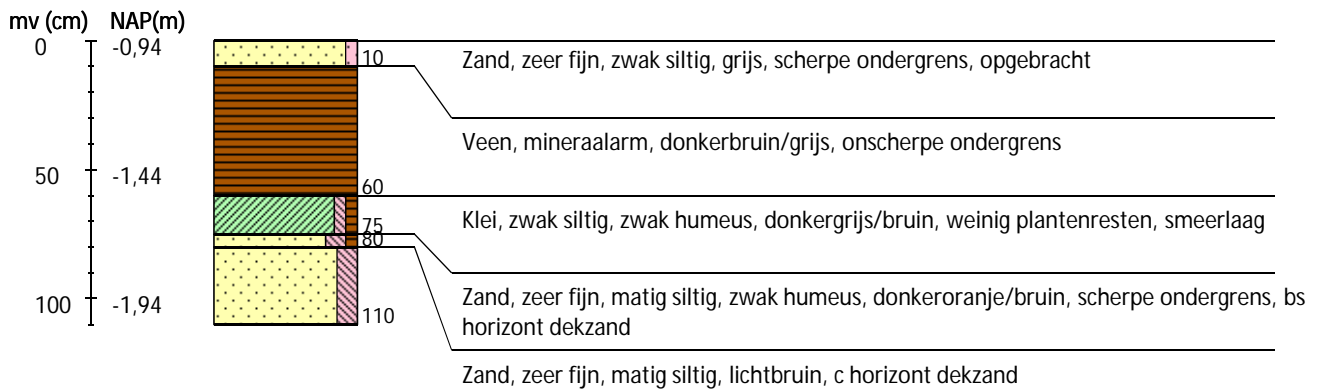 mv (cm) NAP(m)
0 -0,94
10
Zand, zeer fijn, zwak siltig, grijs, scherpe ondergrens, opgebracht
Veen, mineraalarm, donkerbruin/grijs, onscherpe ondergrens
50 -1,44
60
Klei, zwak siltig, zwak humeus, donkergrijs/bruin, weinig plantenresten, smeerlaag
75
80
Zand, zeer fijn, matig siltig, zwak humeus, donkeroranje/bruin, scherpe ondergrens, bs
horizont dekzand
100 -1,94
110
Zand, zeer fijn, matig siltig, lichtbruin, c horizont dekzand